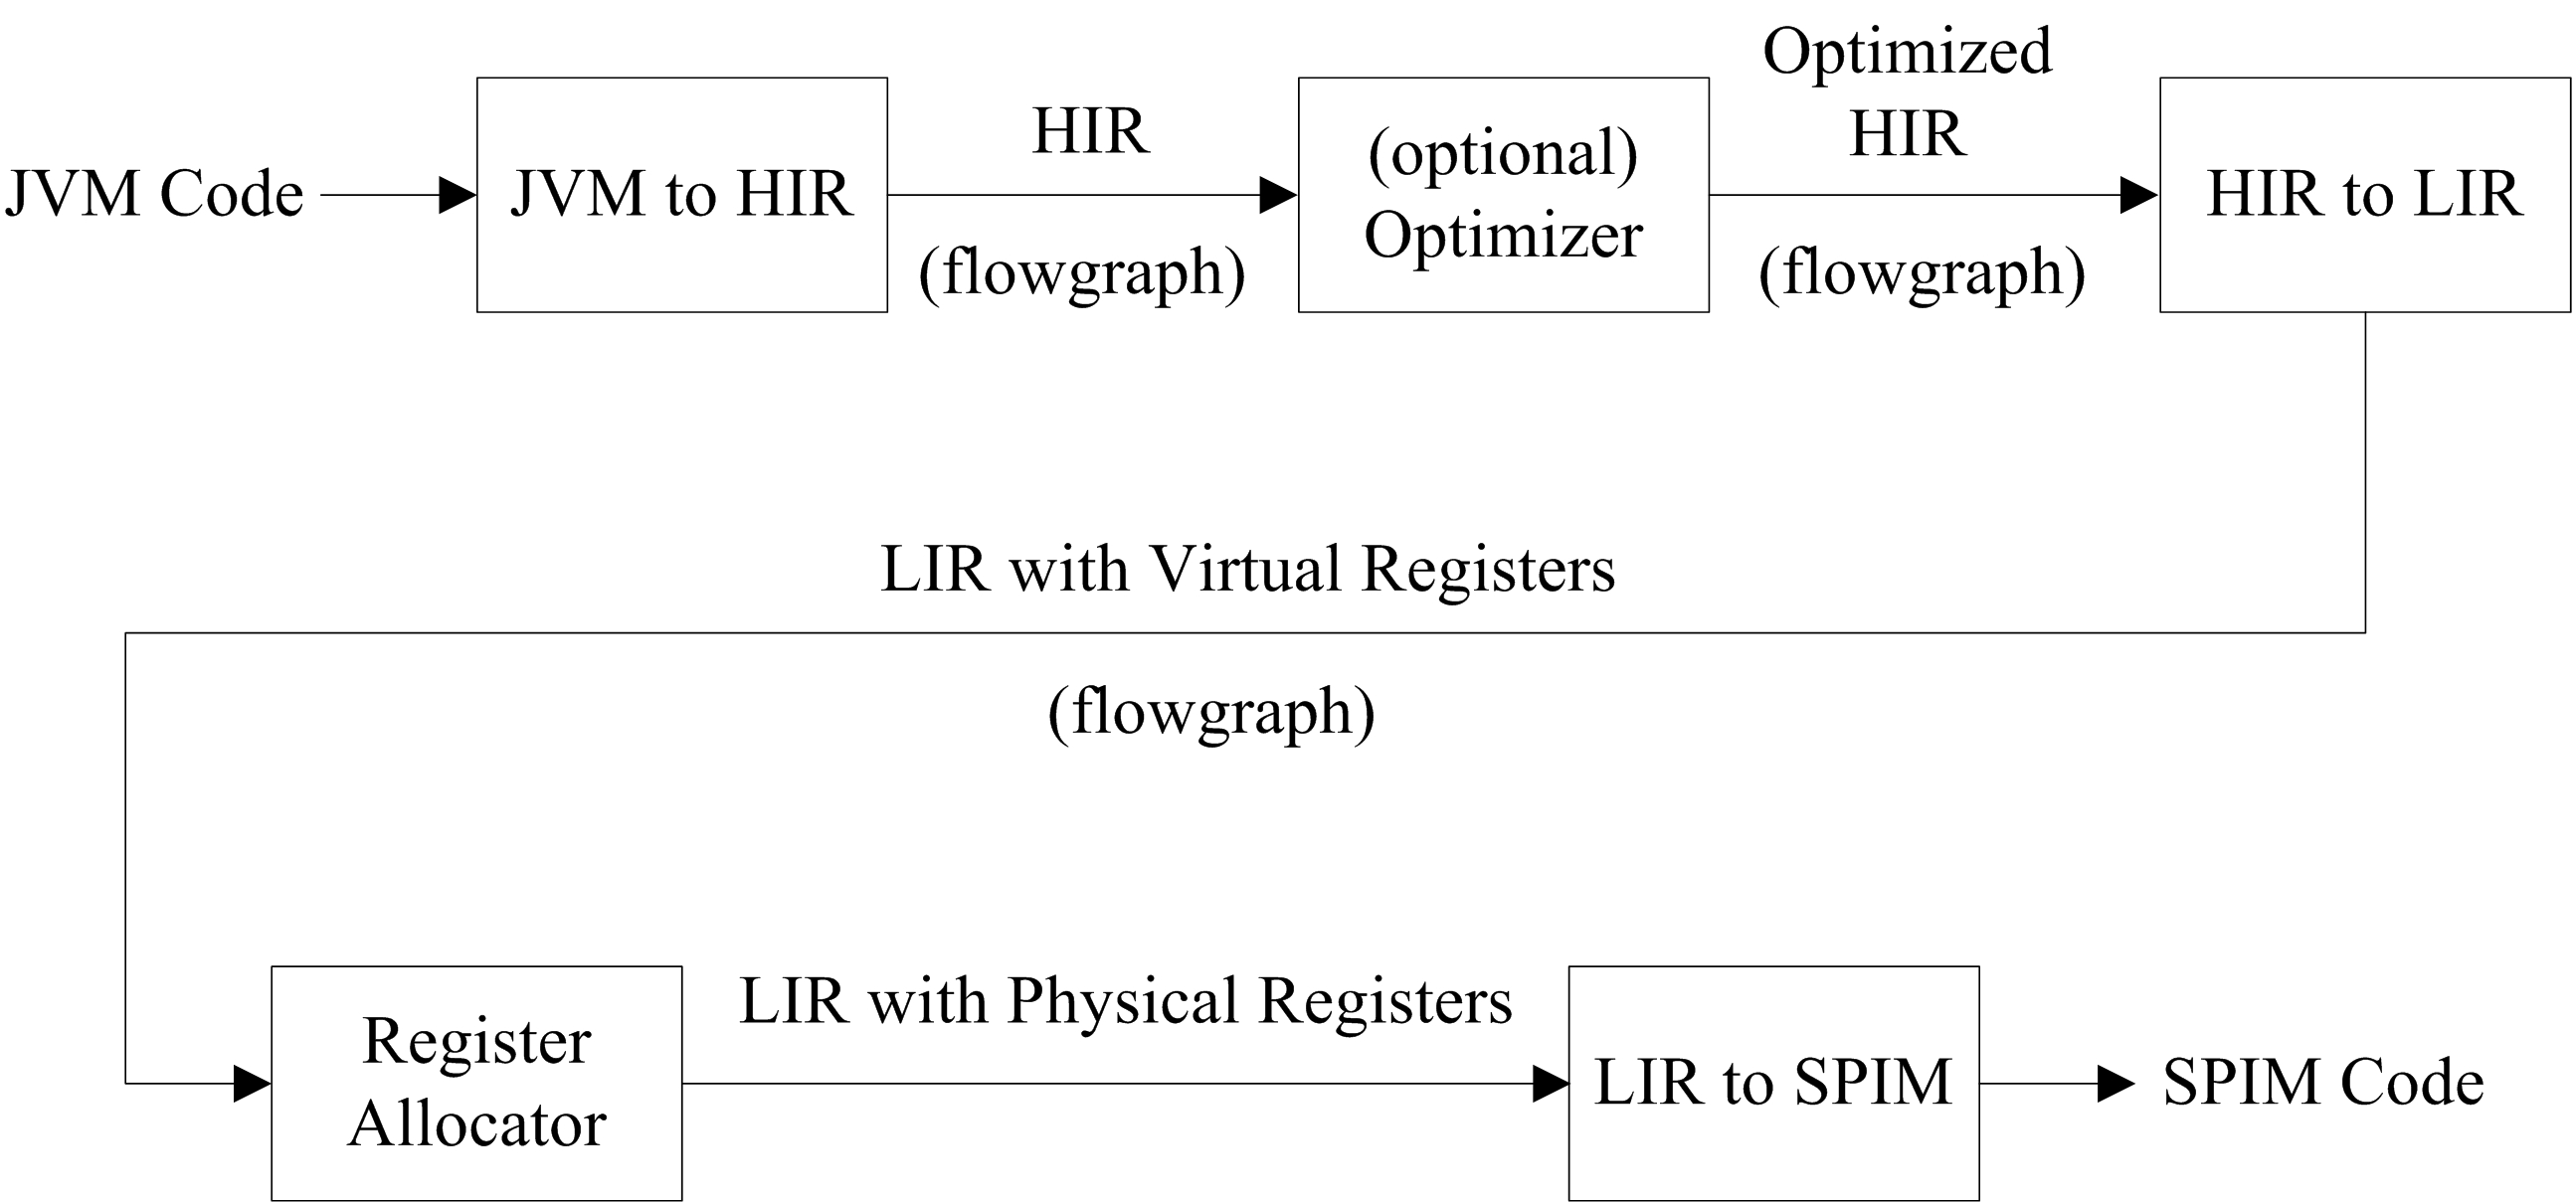 JVM Code
JVM to HIR
HIR
(flowgraph)
(optional)
Optimizer
Optimized
HIR
(flowgraph)
HIR to LIR
LIR with Virtual Registers
(flowgraph)
Register
Allocator
LIR with Physical Registers
LIR to SPIM
SPIM Code